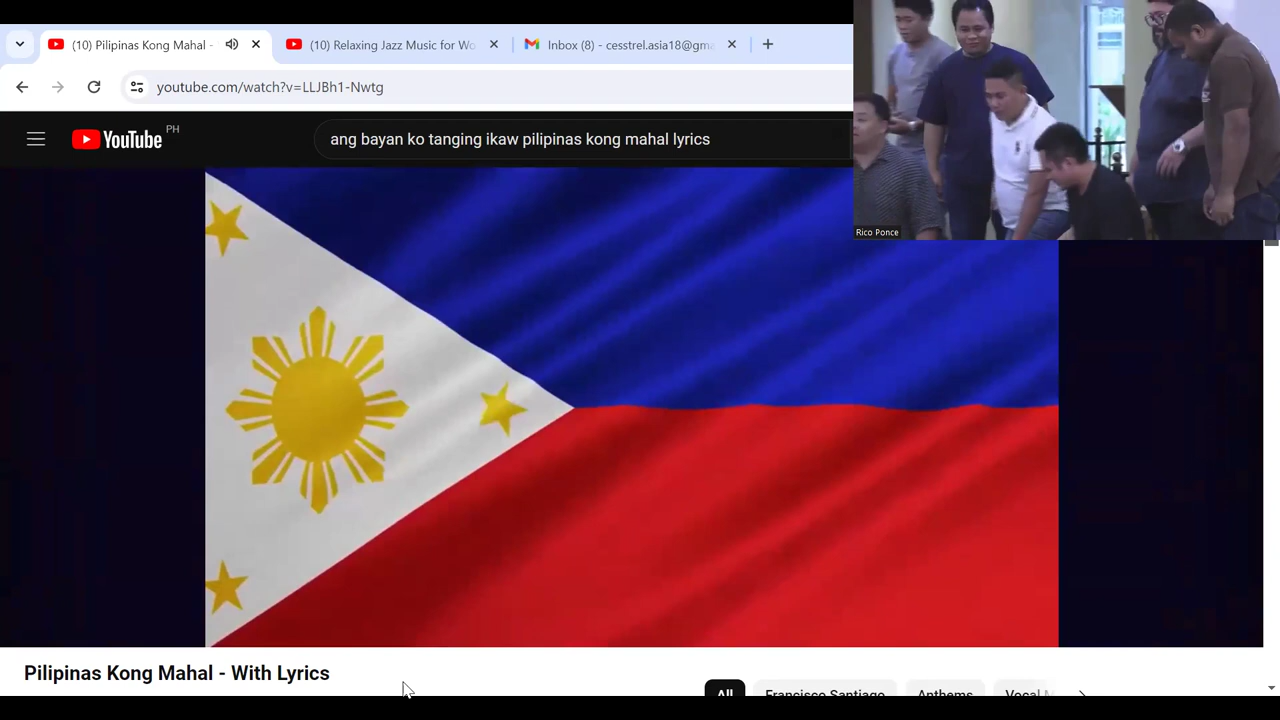 (10) Pilipinas Kong Mahal -
(10) Relaxing Jazz Music for Wo
Inbox (8) - cesstrel.asia18@gma
youtube.com/watch?v=LLJBh1-Nwtg
YouTube PH
ang bayan ko tanging ikaw pilipinas kong mahal lyrics
Rico Ponce
Pilipinas Kong Mahal - With Lyrics
All
Francisco Santiago
Anthems
Vocal M